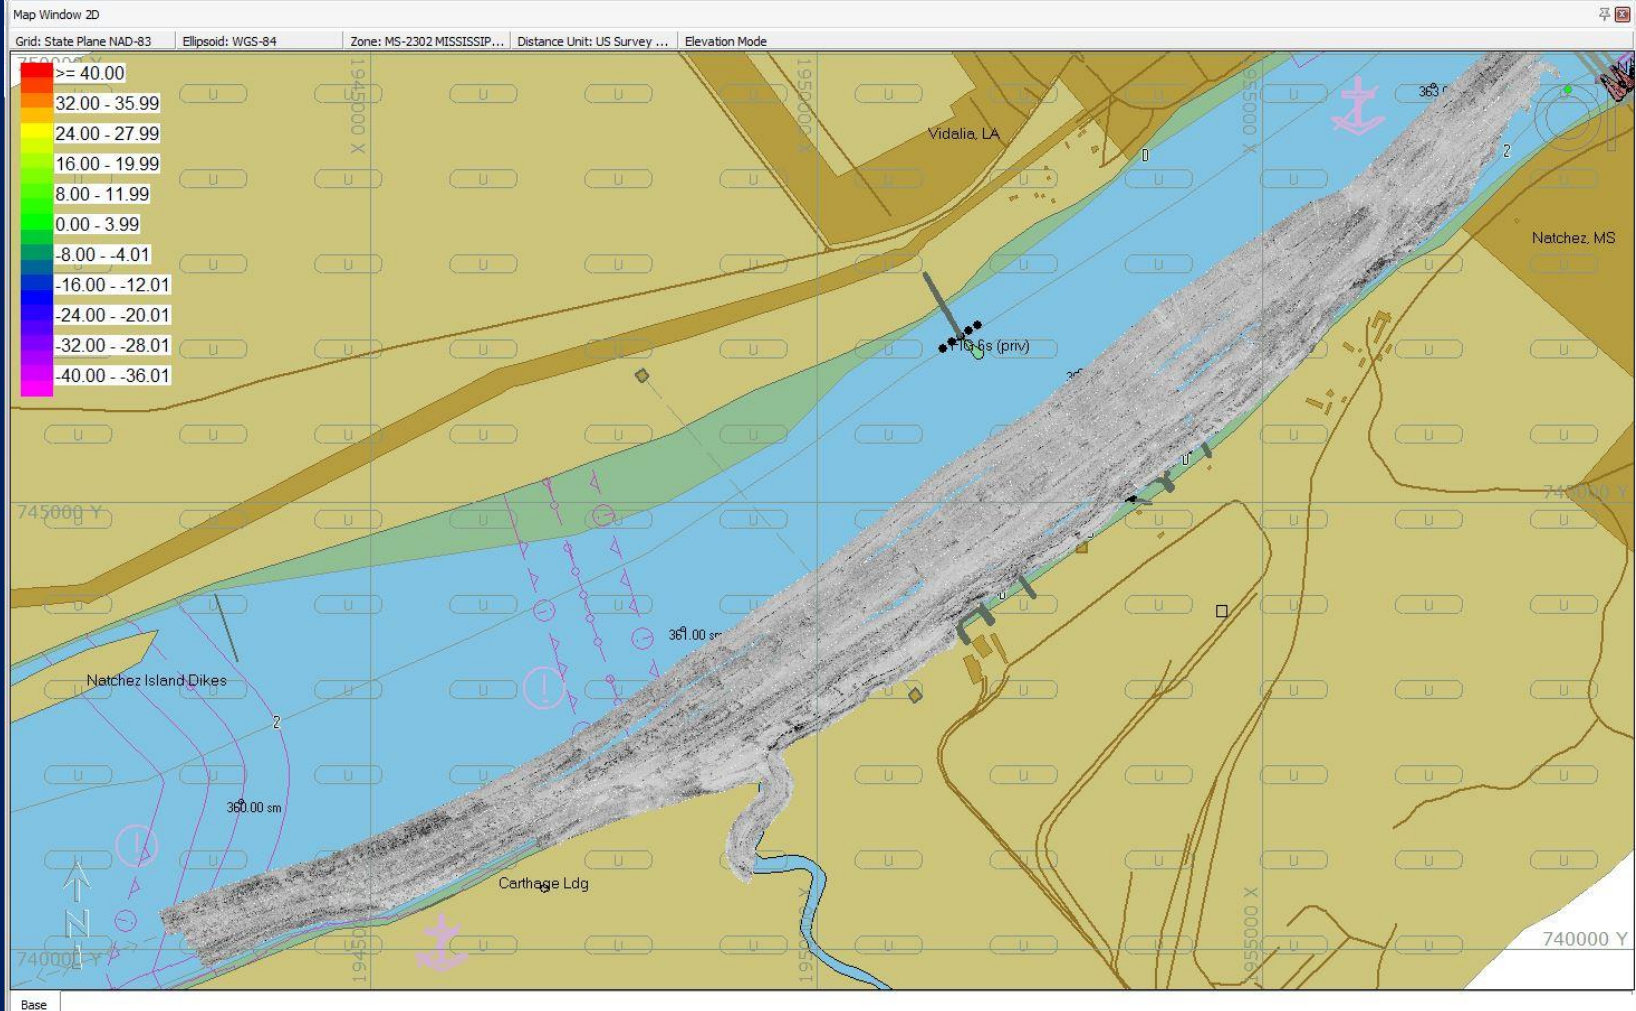 Map Window 2D
Grid: State Plane NAD-83
Ellipsoid: WGS-84
Zone: MS-2302 MISSISSIP...
Distance Unit: US Survey ...
Elevation Mode
>= 40.00
32.00 - 35.99
24.00 - 27.99
16.00 - 19.99
8.00 - 11.99
0.00 - 3.99
-8.00 - -4.01
-16.00 - -12.01
-24.00 - -20.01
-32.00 - -28.01
-40.00 - -36.01
1945000 X
1950000 X
1955000 X
Vidalia, LA
2
Natchez, MS
6s (priv)
745000 Y
745000 Y
361.00 sm
Natchez Island Dikes
2
360.00 sm
Carthage Ldg
N
1945000 X
1950000 X
1955000 X
740000 Y
740000 Y
Base